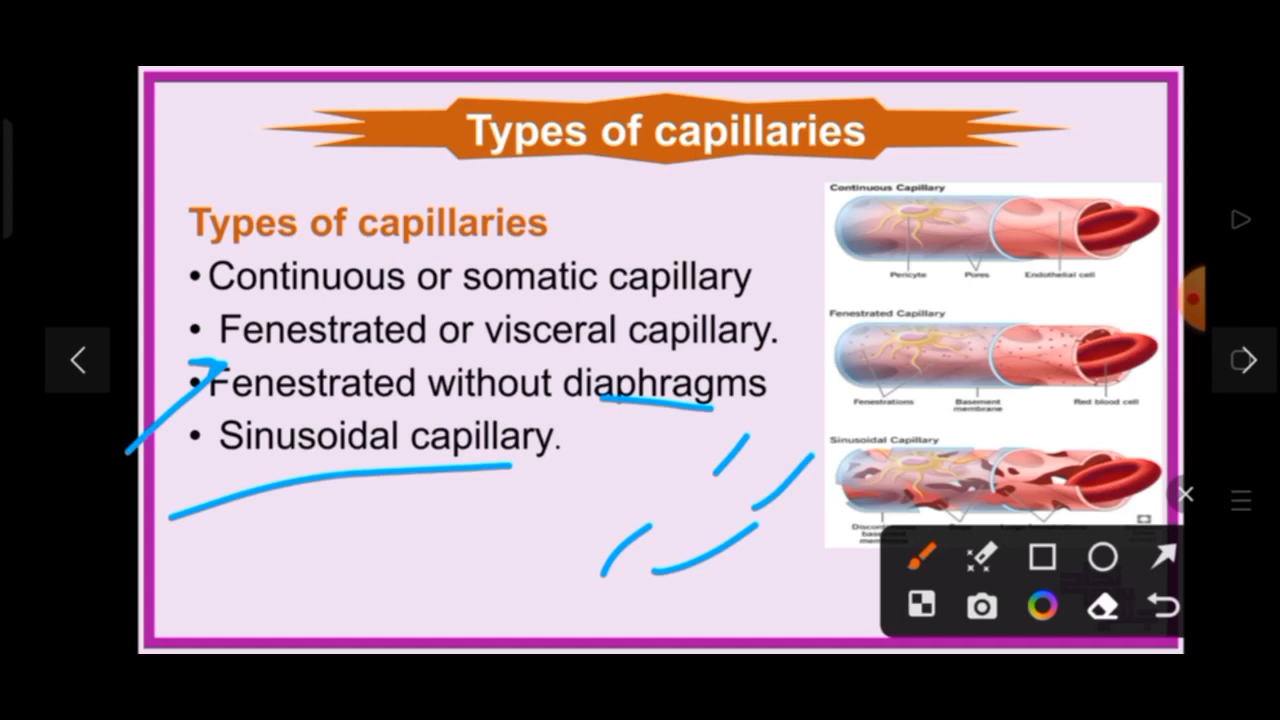 Types of capillaries
Types of capillaries
• Continuous or somatic capillary
• Fenestrated or visceral capillary.
• Fenestrated without diaphragms
• Sinusoidal capillary.
Continuous Capillary
Pericyte Pores Endothelial cell
Fenestrated Capillary
Fenestrations Basement membrane Red blood cell
Sinusoidal Capillary